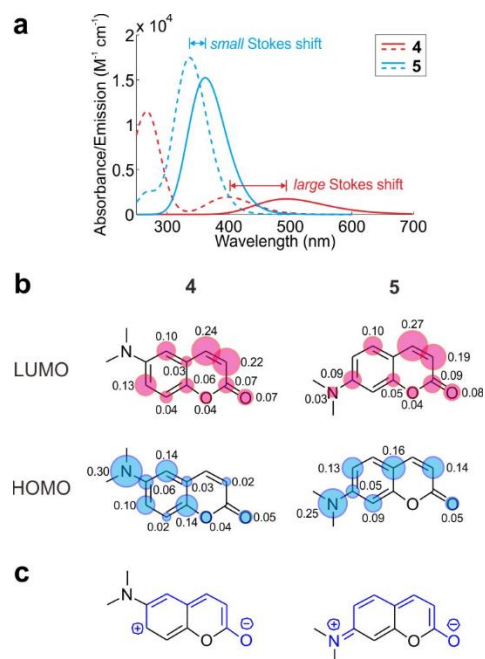 a
2 x 10⁴
small Stokes shift
4
5
1.5
1
0.5
0
large Stokes shift
Absorbance/Emission (M⁻¹ cm⁻¹)
300 400 500 600 700
Wavelength (nm)
b
4 5
LUMO
N 0.10 0.24 0.03 0.22 0.13 0.06 0.07 0.04 O 0.04 O 0.07
0.10 0.27 0.19 0.09 0.05 0.09 N 0.03 O 0.04 O 0.08
HOMO
0.30 N 0.14 0.06 0.03 0.02 0.10 0.02 0.14 O 0.04 O 0.05
0.16 0.13 0.14 0.05 N 0.25 0.09 O O 0.05
c
N + O O −
N + O O −